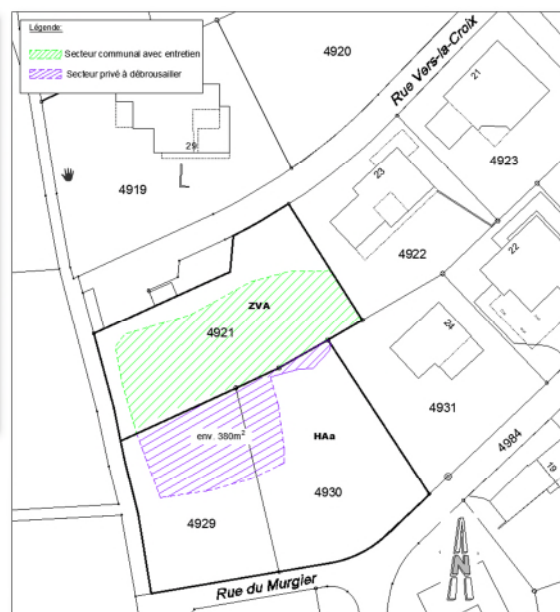 Légende:
Secteur communal avec entretien
Secteur privé à débrousailler
4920
Rue Vers-la-Croix
21
4923
29
4919
23
4922
22
ZVA
4921
24
4931
env. 380m²
HAa
4984
4930
4929
19
Rue du Murgier
N